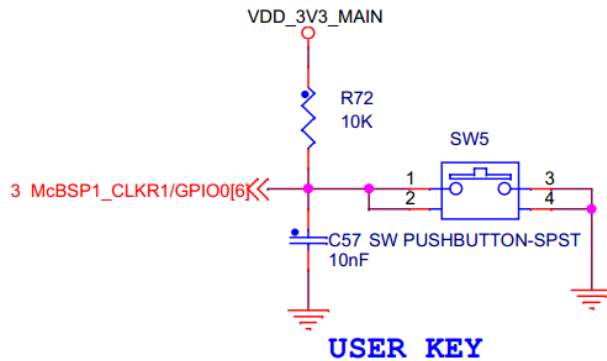 VDD_3V3_MAIN
R72
10K
SW5
3 McBSP1_CLKR1/GPIO0[6]
1
3
2
4
C57 SW PUSHBUTTON-SPST
10nF
USER KEY